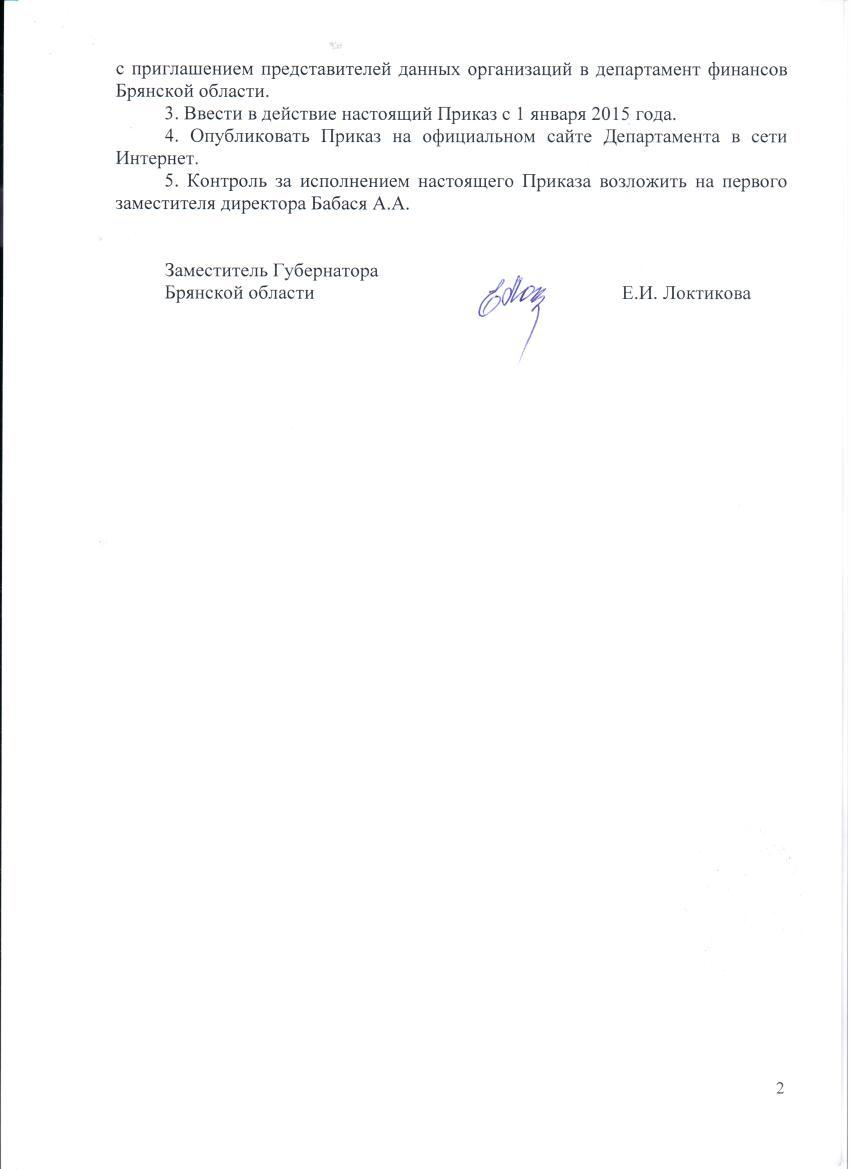 с приглашением представителей данных организаций в департамент финансов
Брянской области.
3. Ввести в действие настоящий Приказ с 1 января 2015 года.
4. Опубликовать Приказ на официальном сайте Департамента в сети
Интернет.
5. Контроль за исполнением настоящего Приказа возложить на первого
заместителя директора Бабася А.А.
Заместитель Губернатора
Брянской области Е.И. Локтикова
2